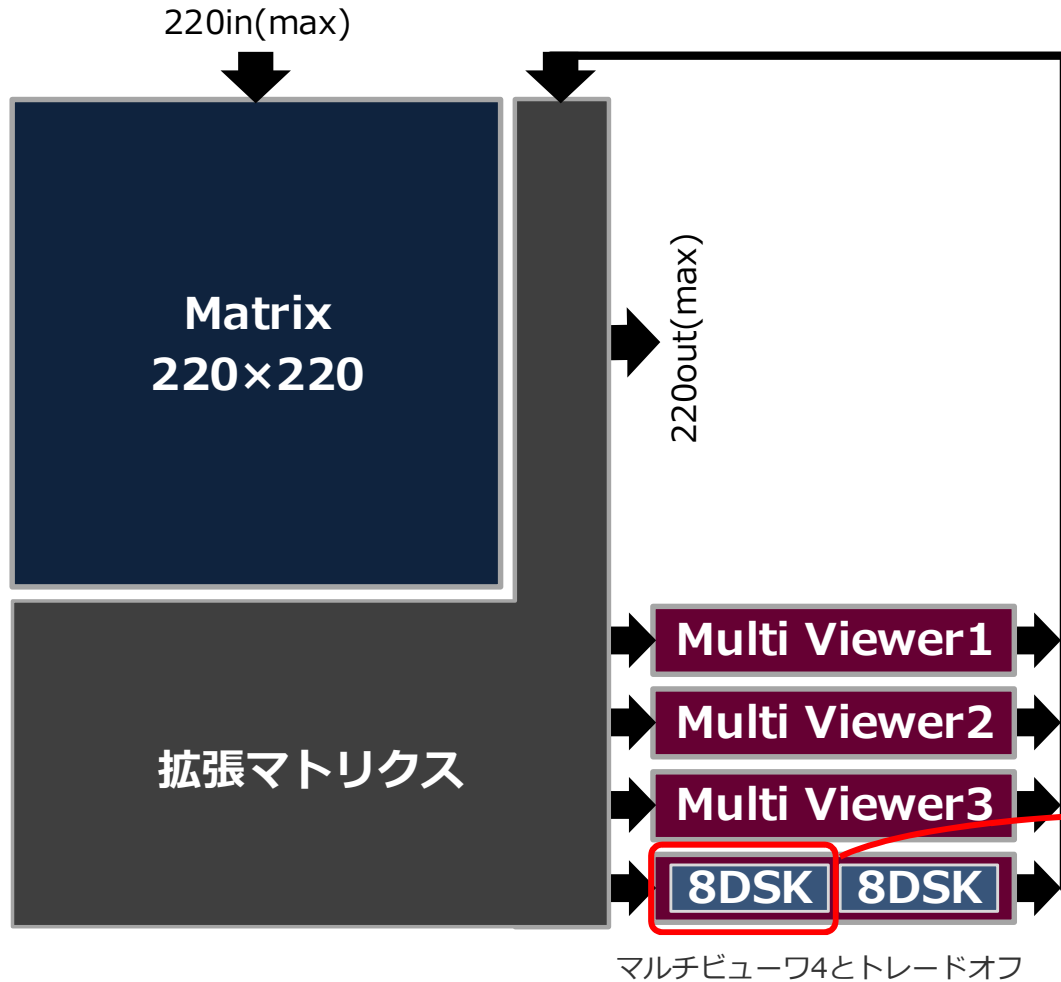 220in(max)
Matrix
220×220
220out(max)
Multi Viewer1
Multi Viewer2
拡張マトリクス
Multi Viewer3
8DSK 8DSK
マルチビューワ4とトレードオフ